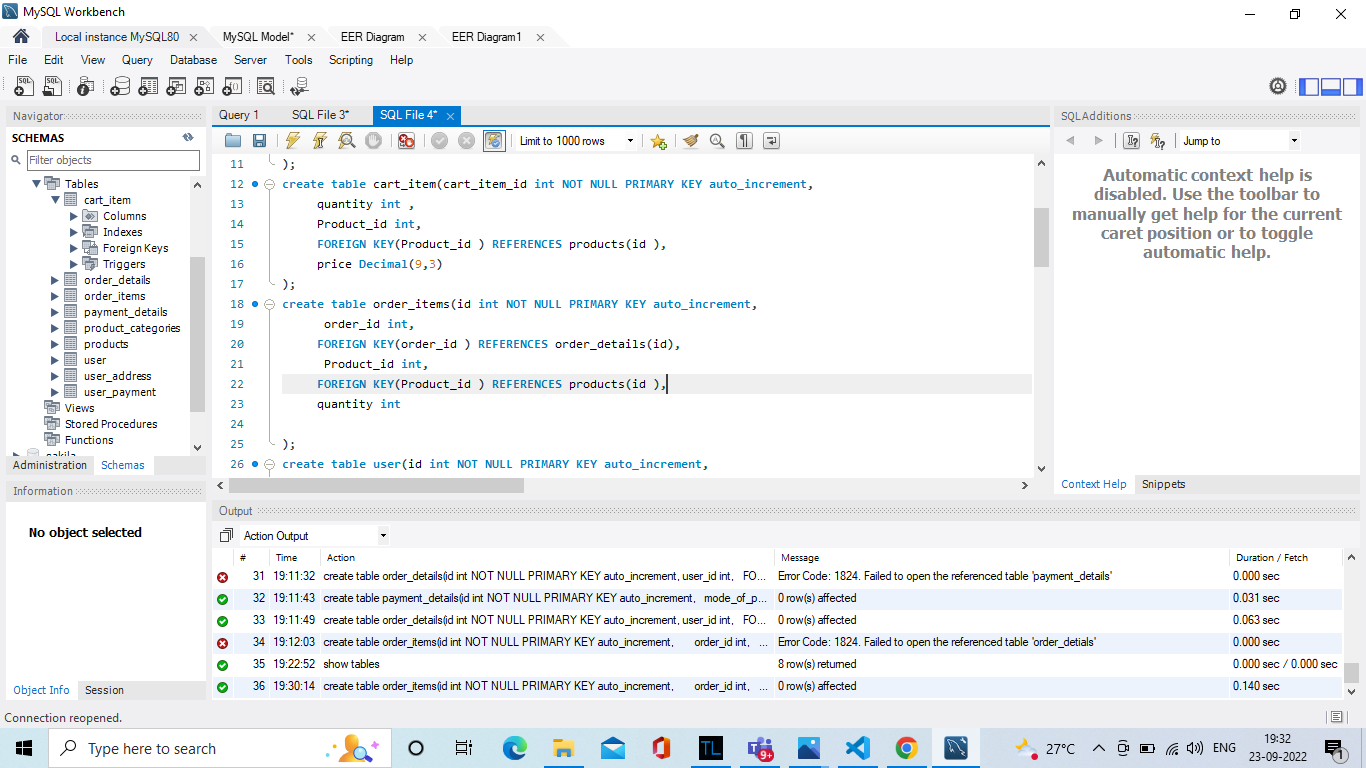 MySQL Workbench
Local instance MySQL80
MySQL Model*
EER Diagram
EER Diagram1
File Edit View Query Database Server Tools Scripting Help
Navigator
SCHEMAS
Filter objects
Tables
cart_item
Columns
Indexes
Foreign Keys
Triggers
order_details
order_items
payment_details
product_categories
products
user
user_address
user_payment
Views
Stored Procedures
Functions
Administration Schemas
Information
No object selected
Object Info Session
Query 1 SQL File 3* SQL File 4*
Limit to 1000 rows
11 );
12 create table cart_item(cart_item_id int NOT NULL PRIMARY KEY auto_increment,
13 quantity int ,
14 Product_id int,
15 FOREIGN KEY(Product_id ) REFERENCES products(id ),
16 price Decimal(9,3)
17 );
18 create table order_items(id int NOT NULL PRIMARY KEY auto_increment,
19 order_id int,
20 FOREIGN KEY(order_id ) REFERENCES order_details(id),
21 Product_id int,
22 FOREIGN KEY(Product_id ) REFERENCES products(id ),
23 quantity int
24
25 );
26 create table user(id int NOT NULL PRIMARY KEY auto_increment,
SQLAdditions
Jump to
Automatic context help is
disabled. Use the toolbar to
manually get help for the current
caret position or to toggle
automatic help.
Context Help Snippets
Output
Action Output
# Time Action Message Duration / Fetch
31 19:11:32 create table order_details(id int NOT NULL PRIMARY KEY auto_increment, user_id int, FO... Error Code: 1824. Failed to open the referenced table 'payment_details' 0.000 sec
32 19:11:43 create table payment_details(id int NOT NULL PRIMARY KEY auto_increment, mode_of_p... 0 row(s) affected 0.031 sec
33 19:11:49 create table order_details(id int NOT NULL PRIMARY KEY auto_increment, user_id int, FO... 0 row(s) affected 0.063 sec
34 19:12:03 create table order_items(id int NOT NULL PRIMARY KEY auto_increment, order_id int, ... Error Code: 1824. Failed to open the referenced table 'order_detials' 0.000 sec
35 19:22:52 show tables 8 row(s) returned 0.000 sec / 0.000 sec
36 19:30:14 create table order_items(id int NOT NULL PRIMARY KEY auto_increment, order_id int, ... 0 row(s) affected 0.140 sec
Connection reopened.
Type here to search
TL
9+
27°C
ENG
19:32
23-09-2022
1